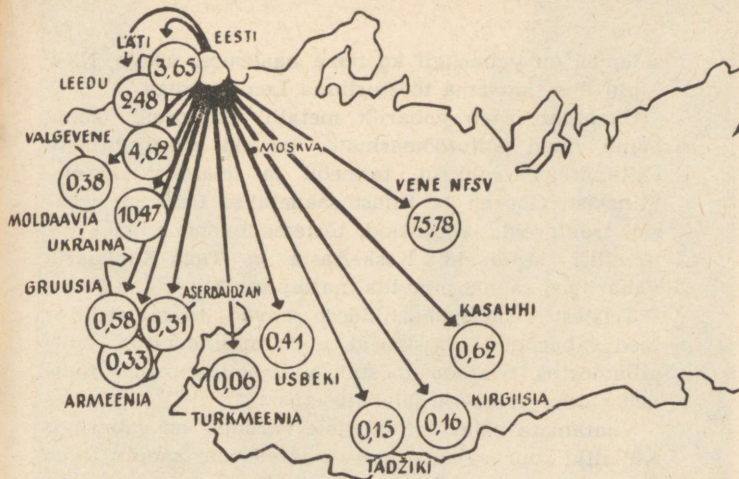 LÄTI
EESTI
3,65
LEEDU
2,48
VALGEVENE
4,62
MOSKVA
0,38
VENE NFSV
MOLDAAVIA
10,47
75,78
UKRAINA
GRUUSIA
ASERBAIDŽAN
KASAHHI
0,58
0,31
0,41
0,62
0,33
0,06
USBEKI
ARMEENIA
TURKMEENIA
KIRGIISIA
0,15
0,16
TADŽIKI